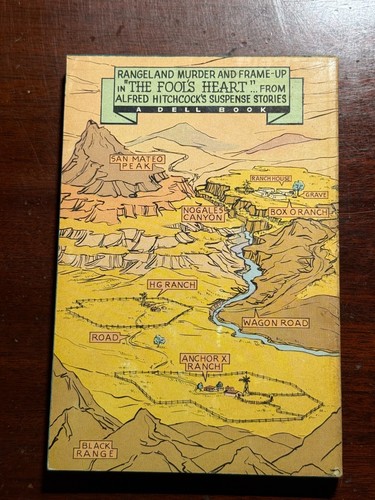 RANGELAND MURDER AND FRAME-UP
IN "THE FOOL'S HEART"... FROM
ALFRED HITCHCOCK'S SUSPENSE STORIES
A DELL BOOK
SAN MATEO
PEAK
RANCH HOUSE
GRAVE
NOGALES
CANYON
BOX O RANCH
HG RANCH
WAGON ROAD
ROAD
ANCHOR X
RANCH
BLACK
RANGE